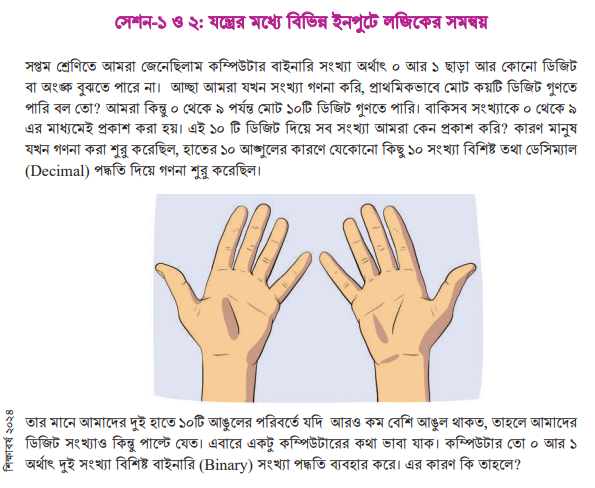 সেশন-১ ও ২: যন্ত্রের মধ্যে বিভিন্ন ইনপুটে লজিকের সমন্বয়
সপ্তম শ্রেণিতে আমরা জেনেছিলাম কম্পিউটার বাইনারি সংখ্যা অর্থাৎ ০ আর ১ ছাড়া আর কোনো ডিজিট
বা অংঙ্ক বুঝতে পারে না। আচ্ছা আমরা যখন সংখ্যা গণনা করি, প্রাথমিকভাবে মোট কয়টি ডিজিট গুণতে
পারি বল তো? আমরা কিন্তু ০ থেকে ৯ পর্যন্ত মোট ১০টি ডিজিট গুণতে পারি। বাকিসব সংখ্যাকে ০ থেকে ৯
এর মাধ্যমেই প্রকাশ করা হয়। এই ১০ টি ডিজিট দিয়ে সব সংখ্যা আমরা কেন প্রকাশ করি? কারণ মানুষ
যখন গণনা করা শুরু করেছিল, হাতের ১০ আঙ্গুলের কারণে যেকোনো কিছু ১০ সংখ্যা বিশিষ্ট তথা ডেসিম্যাল
(Decimal) পদ্ধতি দিয়ে গণনা শুরু করেছিল।
তার মানে আমাদের দুই হাতে ১০টি আঙুলের পরিবর্তে যদি আরও কম বেশি আঙুল থাকত, তাহলে আমাদের
ডিজিট সংখ্যাও কিন্তু পাল্টে যেত। এবারে একটু কম্পিউটারের কথা ভাবা যাক। কম্পিউটার তো ০ আর ১
অর্থাৎ দুই সংখ্যা বিশিষ্ট বাইনারি (Binary) সংখ্যা পদ্ধতি ব্যবহার করে। এর কারণ কি তাহলে?
শিক্ষাবর্ষ ২০২৪